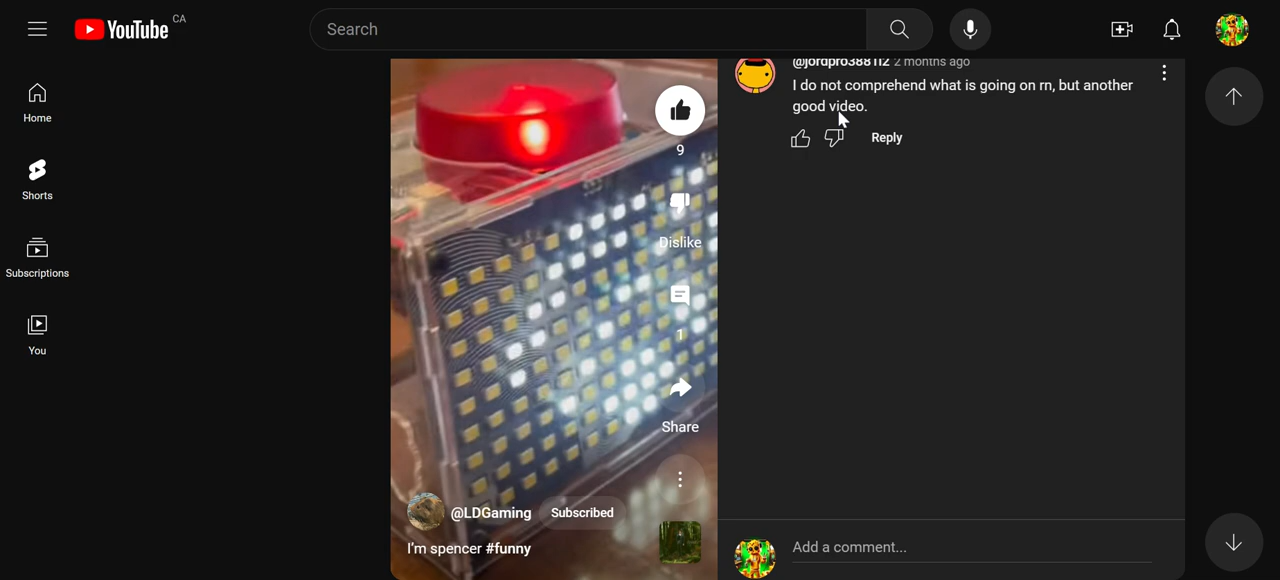 YouTube CA
Search
Home
Shorts
Subscriptions
You
9
Dislike
1
Share
@LDGaming Subscribed
I'm spencer #funny
@jordpro388112 2 months ago
I do not comprehend what is going on rn, but another
good video.
Reply
Add a comment...